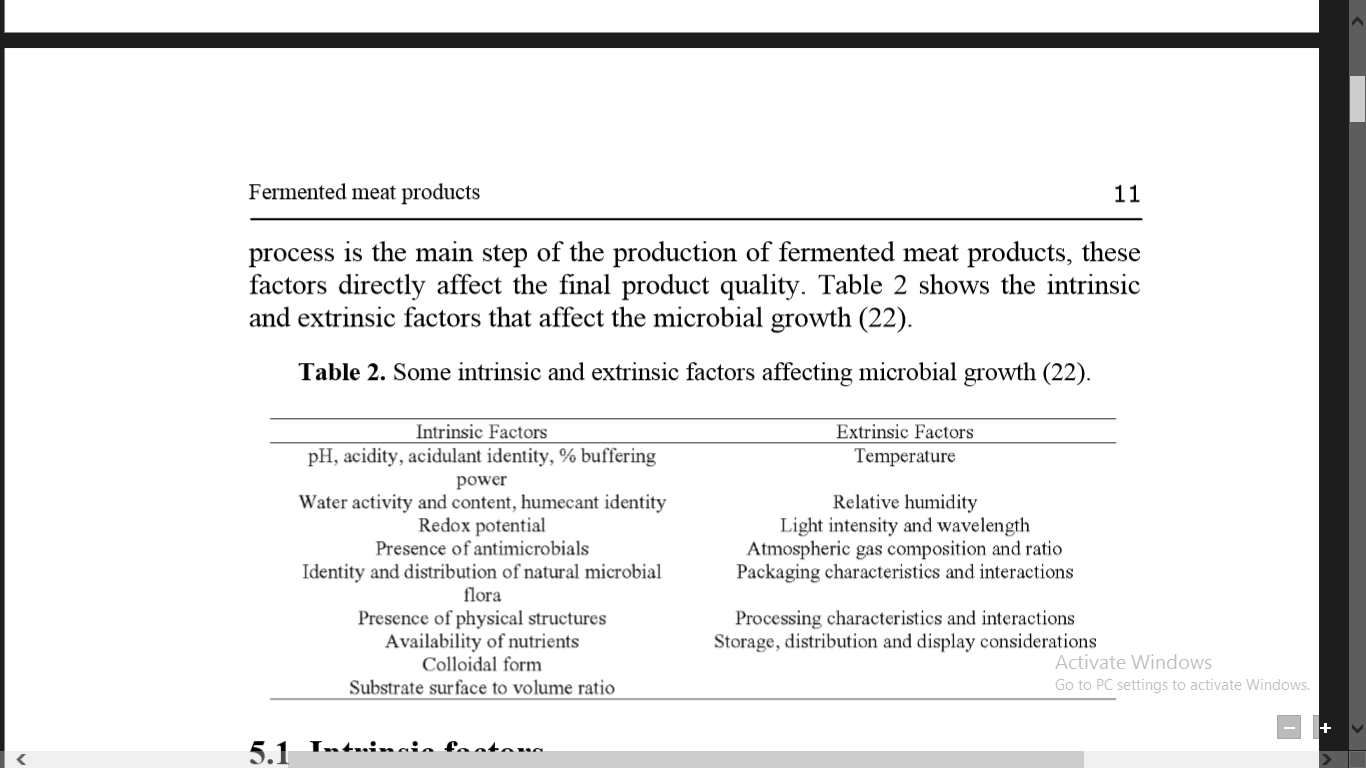 Fermented meat products 11
process is the main step of the production of fermented meat products, these
factors directly affect the final product quality. Table 2 shows the intrinsic
and extrinsic factors that affect the microbial growth (22).
Table 2. Some intrinsic and extrinsic factors affecting microbial growth (22).
Intrinsic Factors Extrinsic Factors
pH, acidity, acidulant identity, % buffering Temperature
power
Water activity and content, humecant identity Relative humidity
Redox potential Light intensity and wavelength
Presence of antimicrobials Atmospheric gas composition and ratio
Identity and distribution of natural microbial Packaging characteristics and interactions
flora
Presence of physical structures Processing characteristics and interactions
Availability of nutrients Storage, distribution and display considerations
Colloidal form
Substrate surface to volume ratio
Activate Windows
Go to PC settings to activate Windows.
5.1 Intrinsic factors